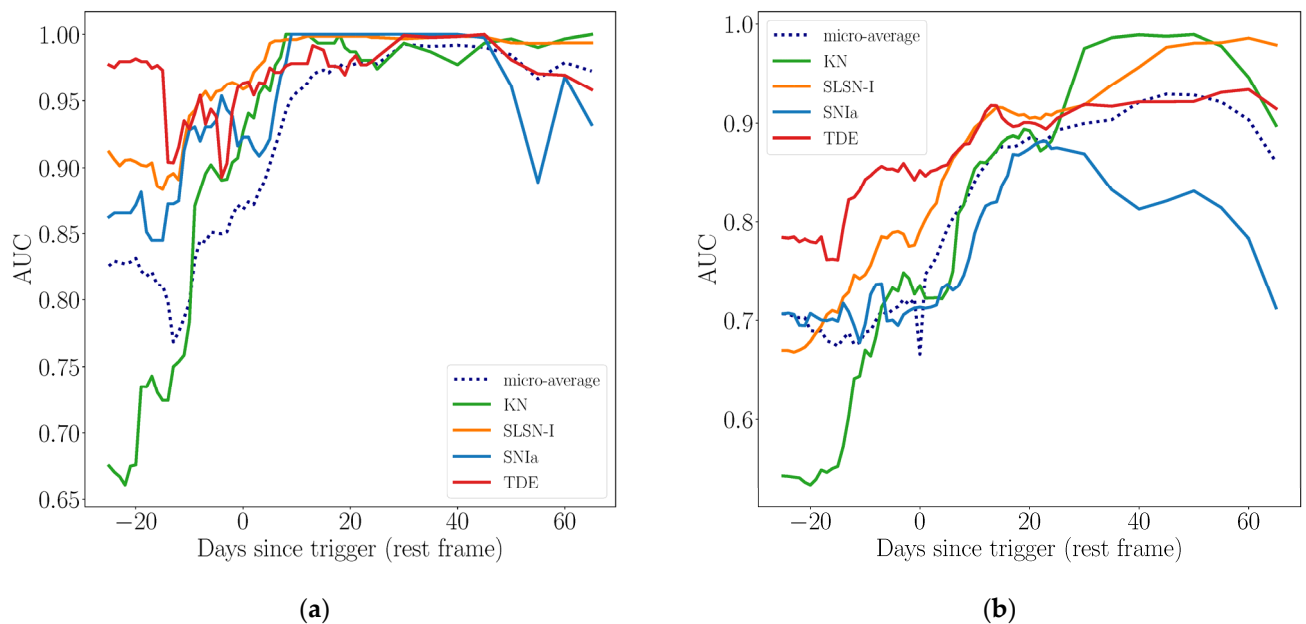 1.00
0.95
0.90
0.85
0.80
0.75
0.70
0.65
AUC
−20
0
20
40
60
Days since trigger (rest frame)
micro-average
KN
SLSN-I
SNIa
TDE
(a)
1.0
0.9
0.8
0.7
0.6
AUC
−20
0
20
40
60
Days since trigger (rest frame)
micro-average
KN
SLSN-I
SNIa
TDE
(b)